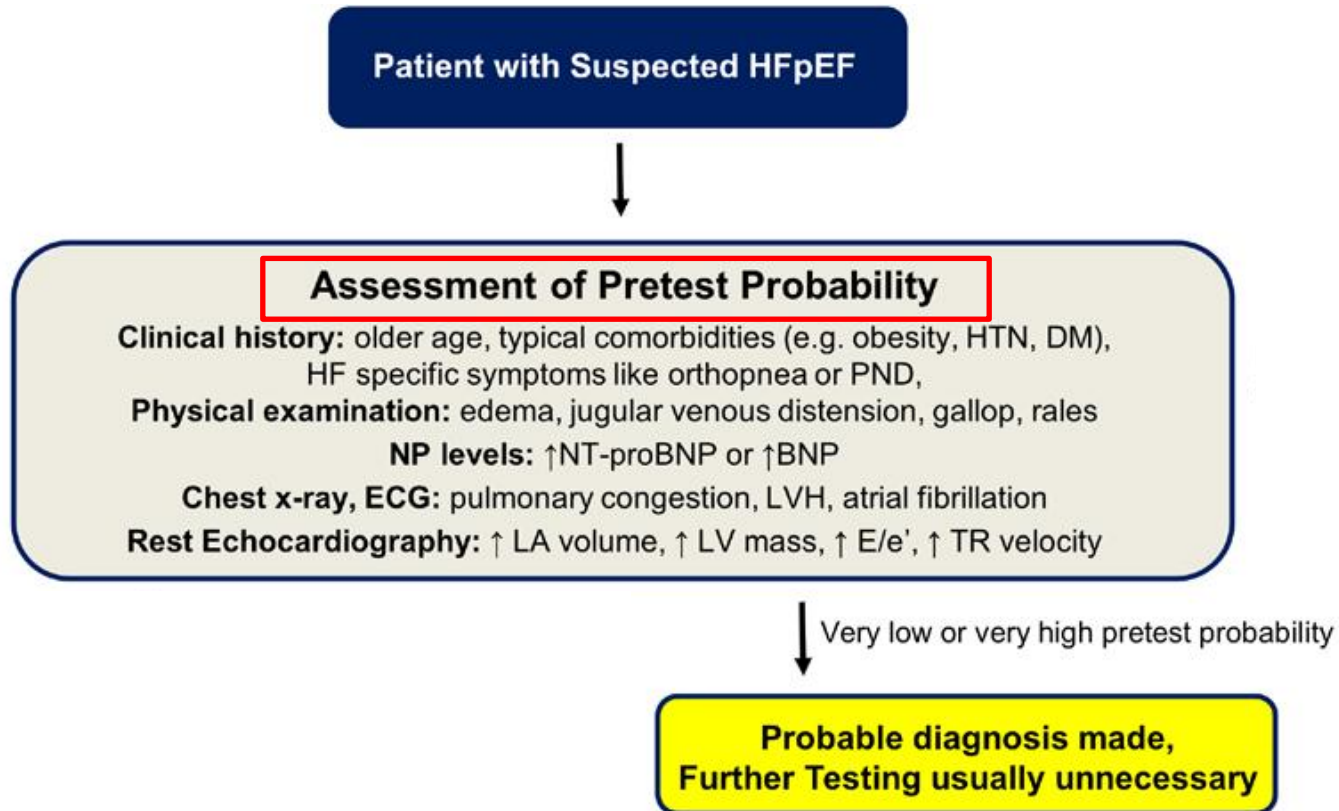 Patient with Suspected HFpEF
Assessment of Pretest Probability
Clinical history: older age, typical comorbidities (e.g. obesity, HTN, DM),
HF specific symptoms like orthopnea or PND,
Physical examination: edema, jugular venous distension, gallop, rales
NP levels: ↑NT-proBNP or ↑BNP
Chest x-ray, ECG: pulmonary congestion, LVH, atrial fibrillation
Rest Echocardiography: ↑ LA volume, ↑ LV mass, ↑ E/e’, ↑ TR velocity
Very low or very high pretest probability
Probable diagnosis made,
Further Testing usually unnecessary